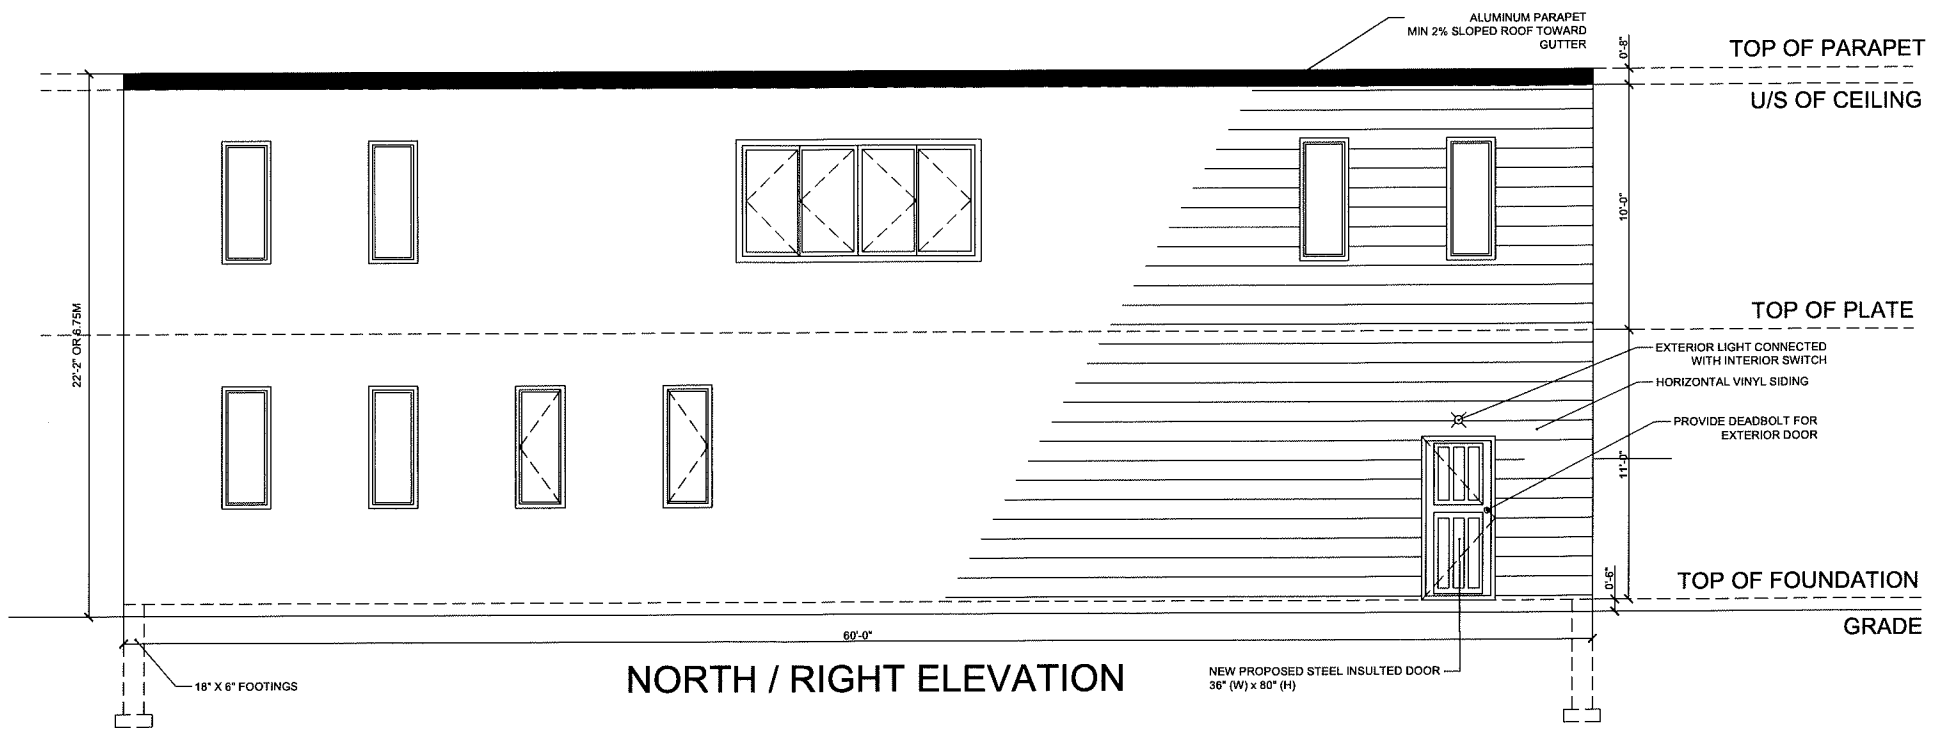 ALUMINUM PARAPET
MIN 2% SLOPED ROOF TOWARD
GUTTER
0'-8"
TOP OF PARAPET
U/S OF CEILING
10'-0"
TOP OF PLATE
22'-2" OR 6.75M
EXTERIOR LIGHT CONNECTED
WITH INTERIOR SWITCH
HORIZONTAL VINYL SIDING
PROVIDE DEADBOLT FOR
EXTERIOR DOOR
11'-0"
0'-6"
TOP OF FOUNDATION
GRADE
60'-0"
18" X 6" FOOTINGS
NORTH / RIGHT ELEVATION
NEW PROPOSED STEEL INSULTED DOOR
36" (W) x 80" (H)